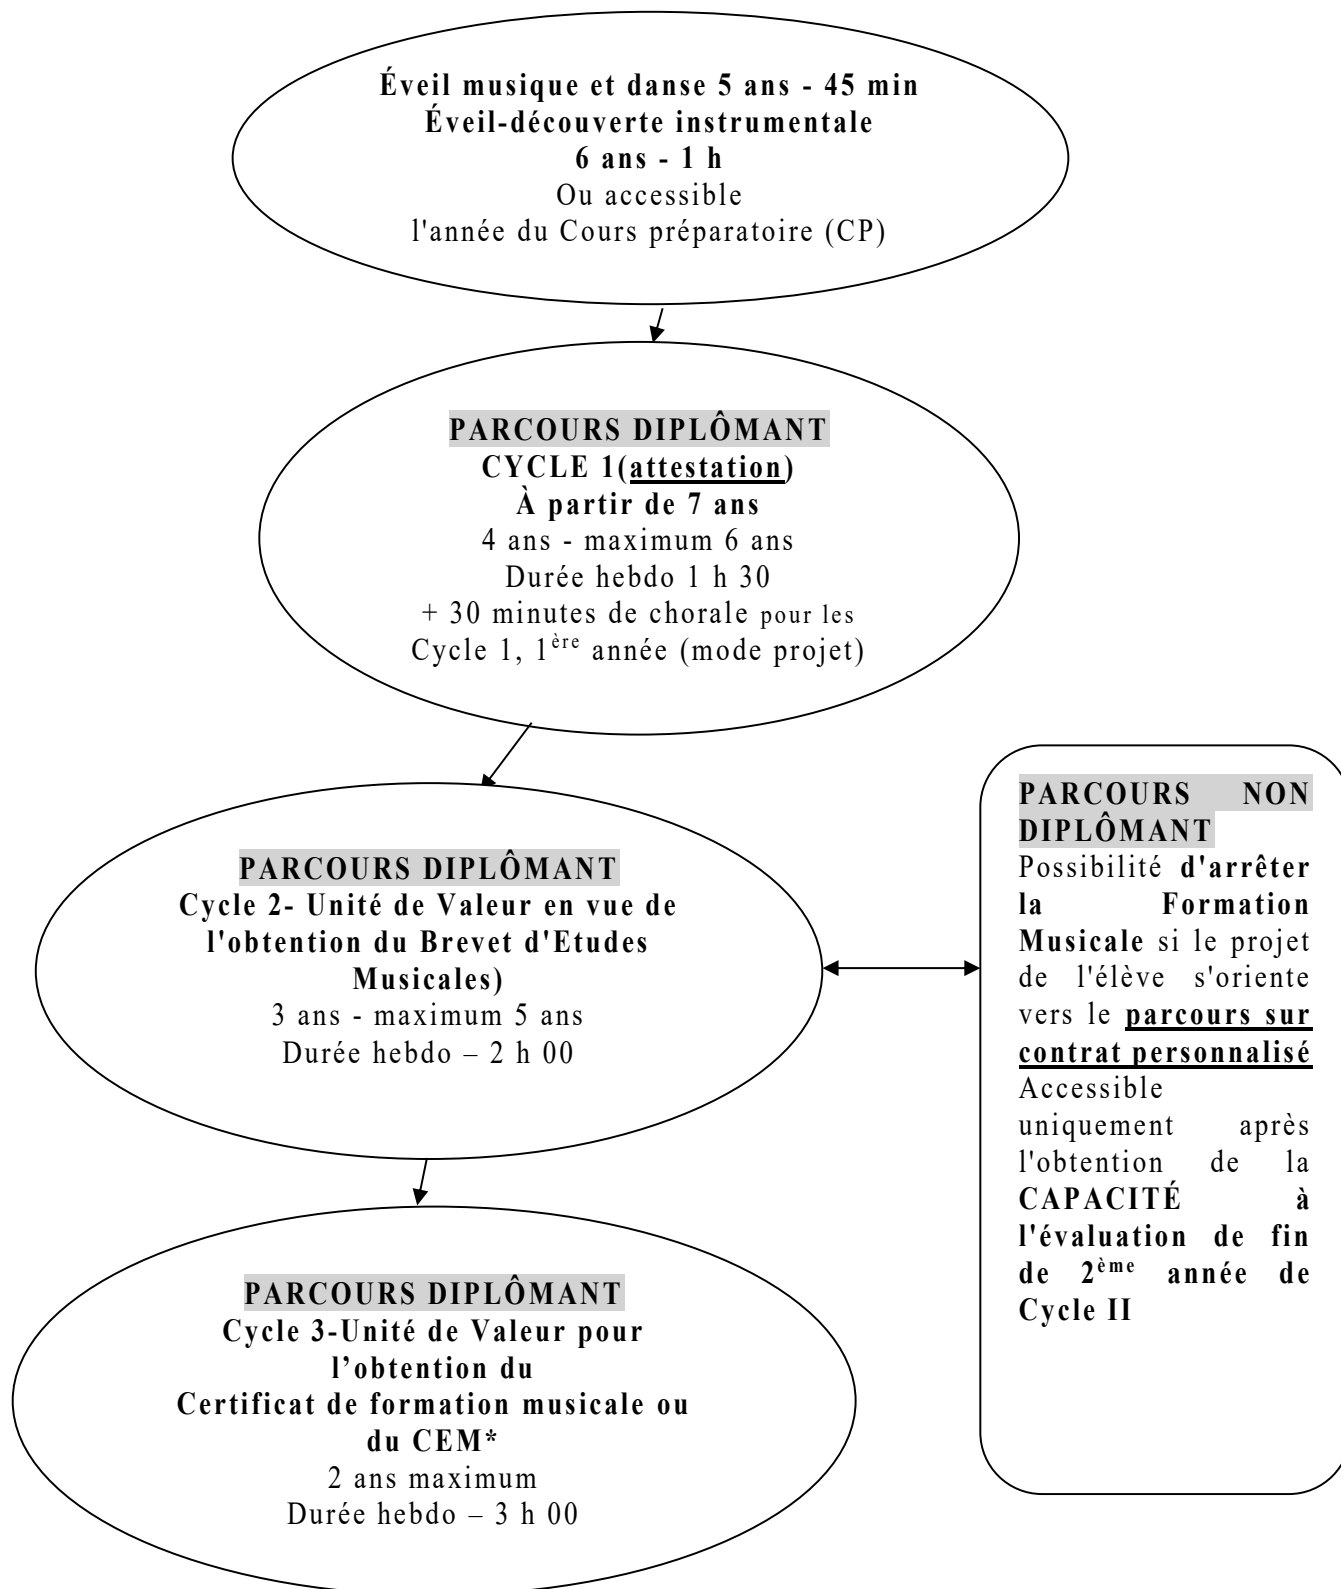 Éveil musique et danse 5 ans - 45 min
Éveil-découverte instrumentale
6 ans - 1 h
Ou accessible
l'année du Cours préparatoire (CP)
PARCOURS DIPLÔMANT
CYCLE 1(attestation)
À partir de 7 ans
4 ans - maximum 6 ans
Durée hebdo 1 h 30
+ 30 minutes de chorale pour les
Cycle 1, 1ère année (mode projet)
PARCOURS DIPLÔMANT
Cycle 2- Unité de Valeur en vue de
l'obtention du Brevet d'Etudes
Musicales)
3 ans - maximum 5 ans
Durée hebdo – 2 h 00
PARCOURS NON
DIPLÔMANT
Possibilité d'arrêter
la Formation
Musicale si le projet
de l'élève s'oriente
vers le parcours sur
contrat personnalisé
Accessible
uniquement après
l'obtention de la
CAPACITÉ à
l'évaluation de fin
de 2ème année de
Cycle II
PARCOURS DIPLÔMANT
Cycle 3-Unité de Valeur pour
l’obtention du
Certificat de formation musicale ou
du CEM*
2 ans maximum
Durée hebdo – 3 h 00